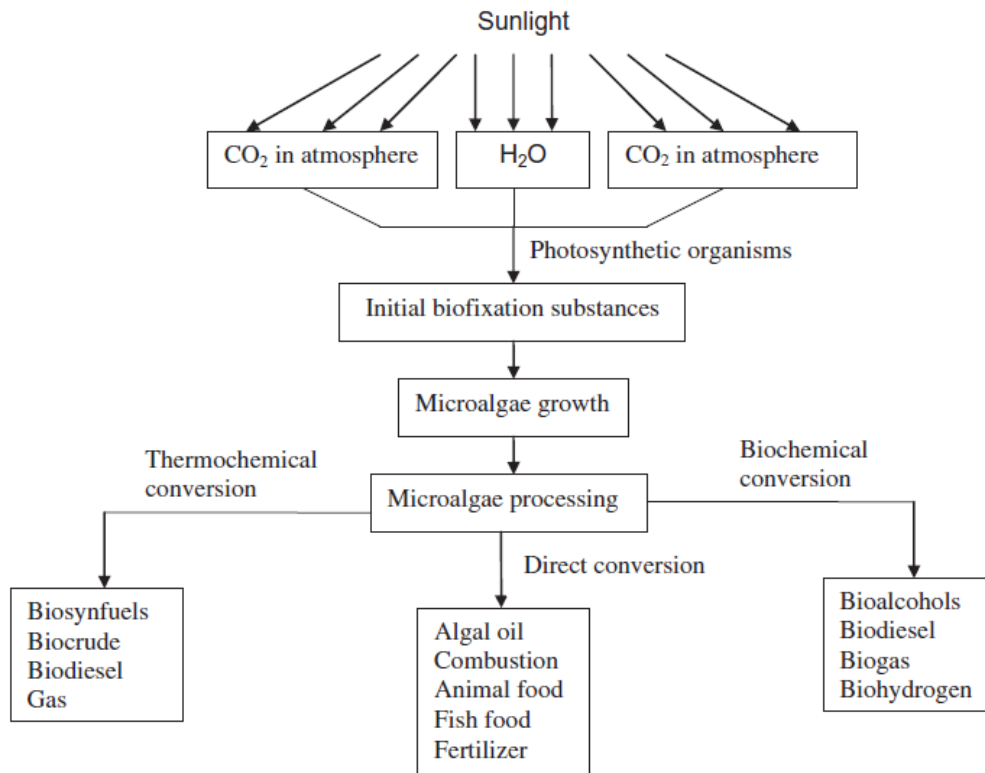 Sunlight
CO₂ in atmosphere
H₂O
CO₂ in atmosphere
Photosynthetic organisms
Initial biofixation substances
Microalgae growth
Thermochemical
conversion
Biochemical
conversion
Microalgae processing
Direct conversion
Biosynfuels
Biocrude
Biodiesel
Gas
Algal oil
Combustion
Animal food
Fish food
Fertilizer
Bioalcohols
Biodiesel
Biogas
Biohydrogen